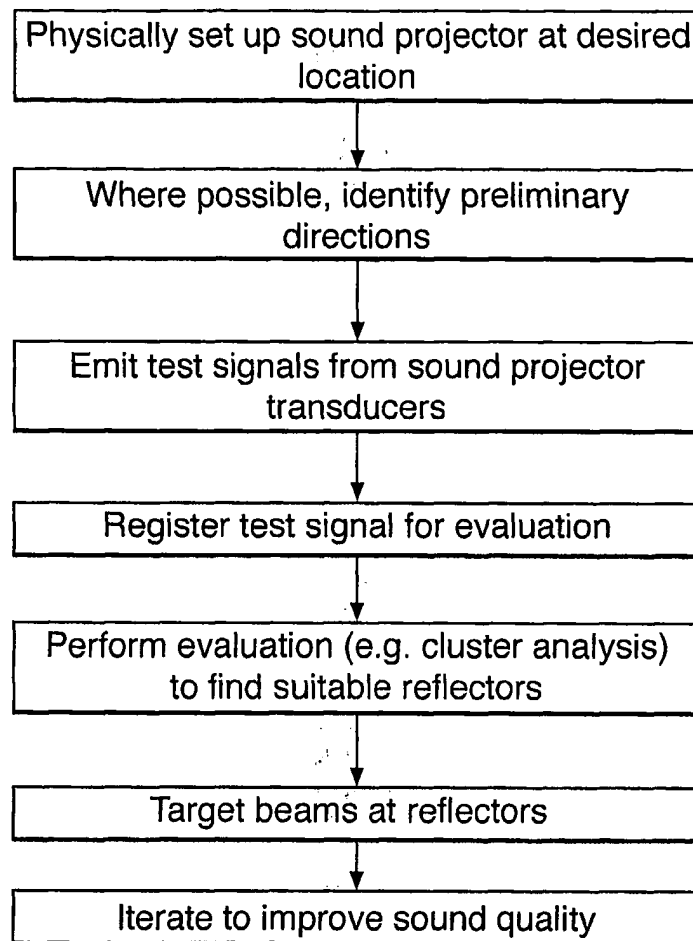 Physically set up sound projector at desired
location
Where possible, identify preliminary
directions
Emit test signals from sound projector
transducers
Register test signal for evaluation
Perform evaluation (e.g. cluster analysis)
to find suitable reflectors
Target beams at reflectors
Iterate to improve sound quality